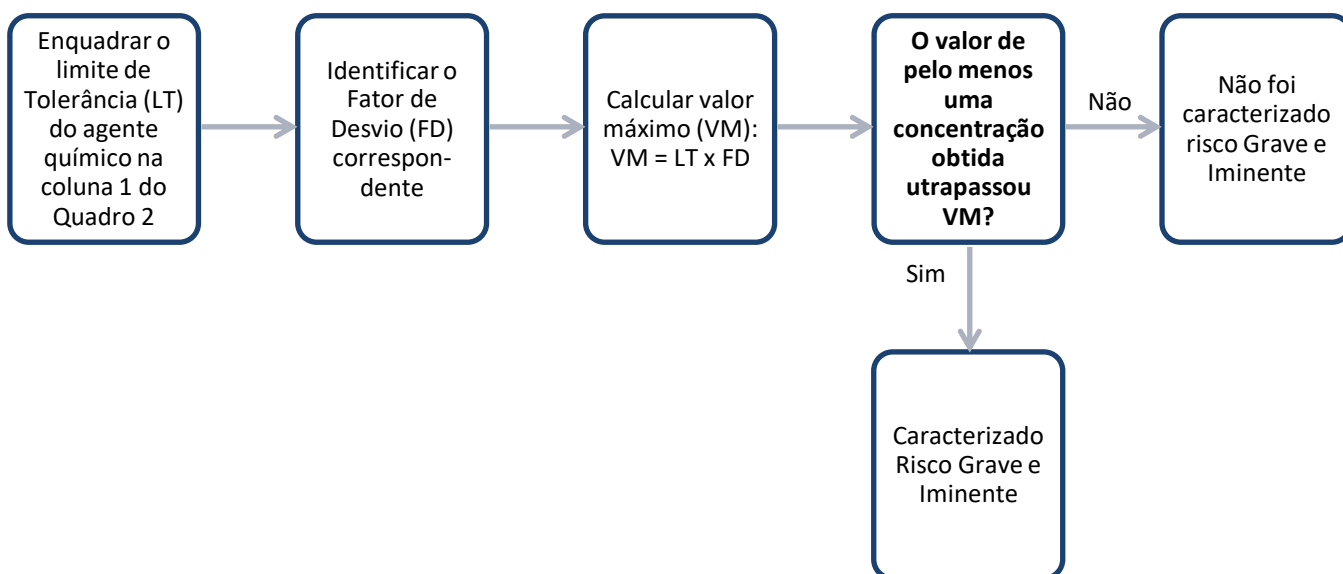 Enquadrar o
limite de
Tolerância (LT)
do agente
químico na
coluna 1 do
Quadro 2
Identificar o
Fator de
Desvio (FD)
correspon-
dente
Calcular valor
máximo (VM):
VM = LT x FD
O valor de
pelo menos
uma
concentração
obtida
utrapassou
VM?
Não
Não foi
caracterizado
risco Grave e
Iminente
Sim
Caracterizado
Risco Grave e
Iminente